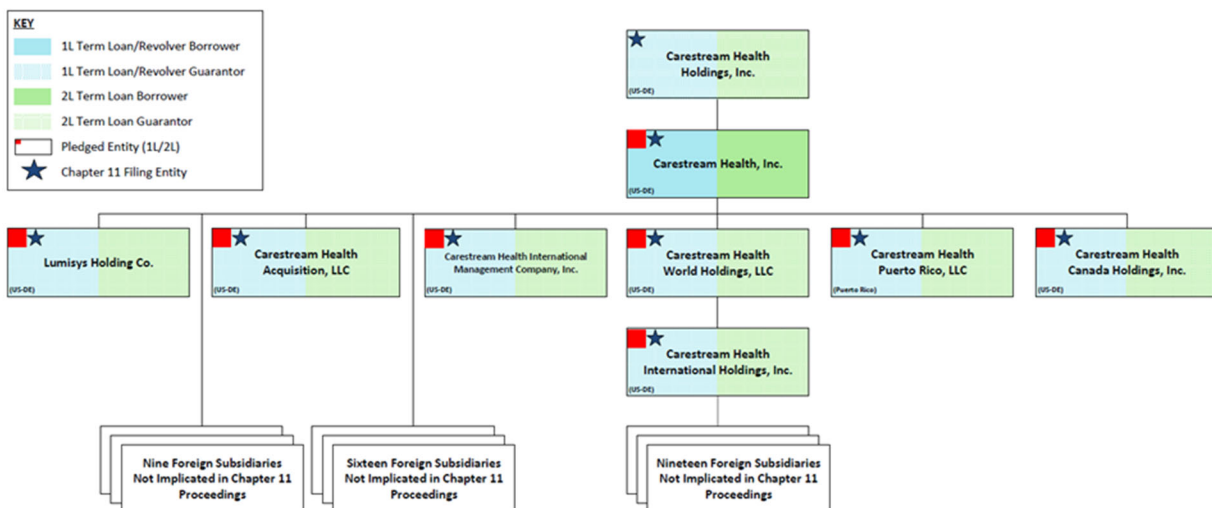 KEY
1L Term Loan/Revolver Borrower
1L Term Loan/Revolver Guarantor
2L Term Loan Borrower
2L Term Loan Guarantor
Pledged Entity (1L/2L)
Chapter 11 Filing Entity
Carestream Health
Holdings, Inc.
(US-DE)
Carestream Health, Inc.
(US-DE)
Lumisys Holding Co.
(US-DE)
Carestream Health
Acquisition, LLC
(US-DE)
Carestream Health International
Management Company, Inc.
(US-DE)
Carestream Health
World Holdings, LLC
(US-DE)
Carestream Health
Puerto Rico, LLC
(Puerto Rico)
Carestream Health
Canada Holdings, Inc.
(US-DE)
Carestream Health
International Holdings, Inc.
(US-DE)
Nine Foreign Subsidiaries
Not Implicated in Chapter 11
Proceedings
Sixteen Foreign Subsidiaries
Not Implicated in Chapter 11
Proceedings
Nineteen Foreign Subsidiaries
Not Implicated in Chapter 11
Proceedings